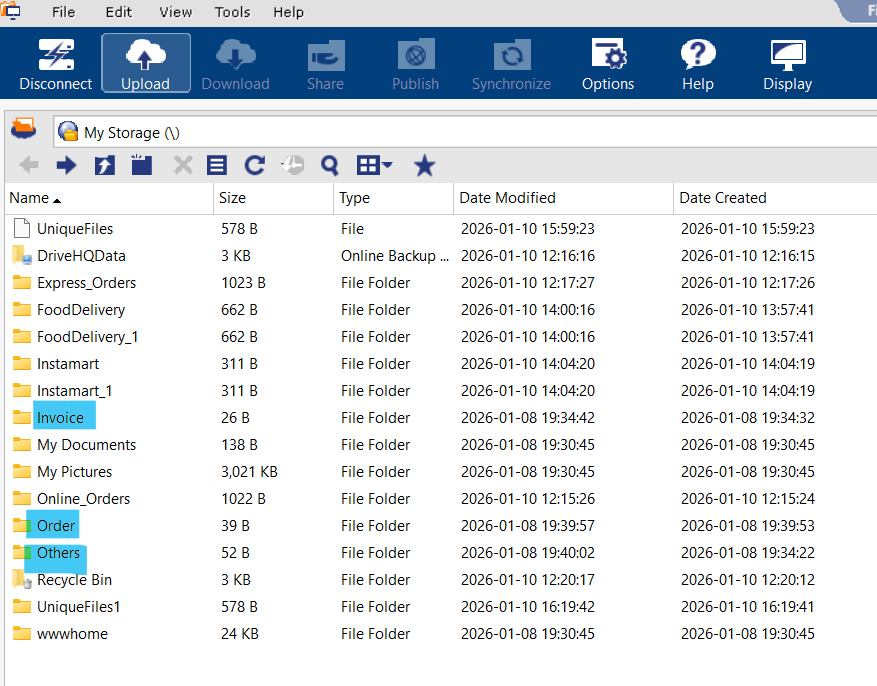 File Edit View Tools Help
Fi
Disconnect Upload Download Share Publish Synchronize Options Help Display
My Storage (\)
Name Size Type Date Modified Date Created
UniqueFiles 578 B File 2026-01-10 15:59:23 2026-01-10 15:59:23
DriveHQData 3 KB Online Backup ... 2026-01-10 12:16:16 2026-01-10 12:16:15
Express_Orders 1023 B File Folder 2026-01-10 12:17:27 2026-01-10 12:17:26
FoodDelivery 662 B File Folder 2026-01-10 14:00:16 2026-01-10 13:57:41
FoodDelivery_1 662 B File Folder 2026-01-10 14:00:16 2026-01-10 13:57:41
Instamart 311 B File Folder 2026-01-10 14:04:20 2026-01-10 14:04:19
Instamart_1 311 B File Folder 2026-01-10 14:04:20 2026-01-10 14:04:19
Invoice 26 B File Folder 2026-01-08 19:34:42 2026-01-08 19:34:32
My Documents 138 B File Folder 2026-01-08 19:30:45 2026-01-08 19:30:45
My Pictures 3,021 KB File Folder 2026-01-08 19:30:45 2026-01-08 19:30:45
Online_Orders 1022 B File Folder 2026-01-10 12:15:26 2026-01-10 12:15:24
Order 39 B File Folder 2026-01-08 19:39:57 2026-01-08 19:39:53
Others 52 B File Folder 2026-01-08 19:40:02 2026-01-08 19:34:22
Recycle Bin 3 KB File Folder 2026-01-10 12:20:17 2026-01-10 12:20:12
UniqueFiles1 578 B File Folder 2026-01-10 16:19:42 2026-01-10 16:19:41
wwwhome 24 KB File Folder 2026-01-08 19:30:45 2026-01-08 19:30:45